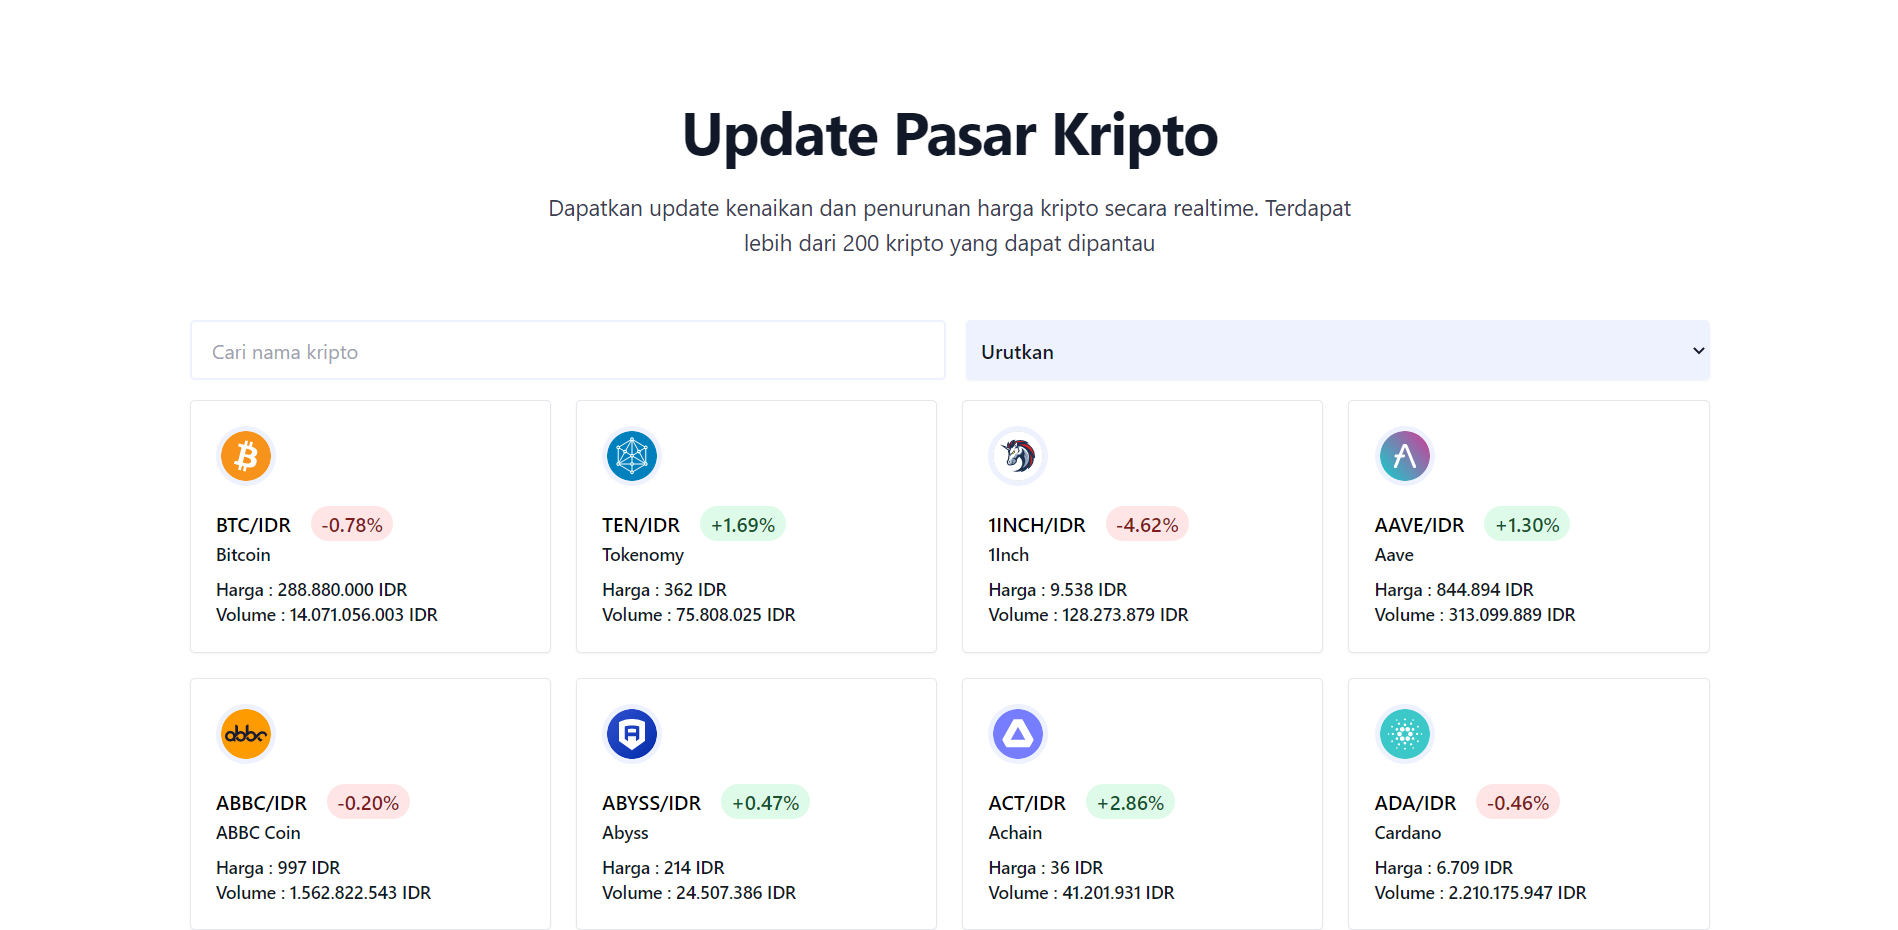 Update Pasar Kripto
Dapatkan update kenaikan dan penurunan harga kripto secara realtime. Terdapat
lebih dari 200 kripto yang dapat dipantau
Cari nama kripto
Urutkan
BTC/IDR -0.78%
Bitcoin
Harga : 288.880.000 IDR
Volume : 14.071.056.003 IDR
TEN/IDR +1.69%
Tokenomy
Harga : 362 IDR
Volume : 75.808.025 IDR
1INCH/IDR -4.62%
1Inch
Harga : 9.538 IDR
Volume : 128.273.879 IDR
AAVE/IDR +1.30%
Aave
Harga : 844.894 IDR
Volume : 313.099.889 IDR
abbc
ABBC/IDR -0.20%
ABBC Coin
Harga : 997 IDR
Volume : 1.562.822.543 IDR
ABYSS/IDR +0.47%
Abyss
Harga : 214 IDR
Volume : 24.507.386 IDR
ACT/IDR +2.86%
Achain
Harga : 36 IDR
Volume : 41.201.931 IDR
ADA/IDR -0.46%
Cardano
Harga : 6.709 IDR
Volume : 2.210.175.947 IDR